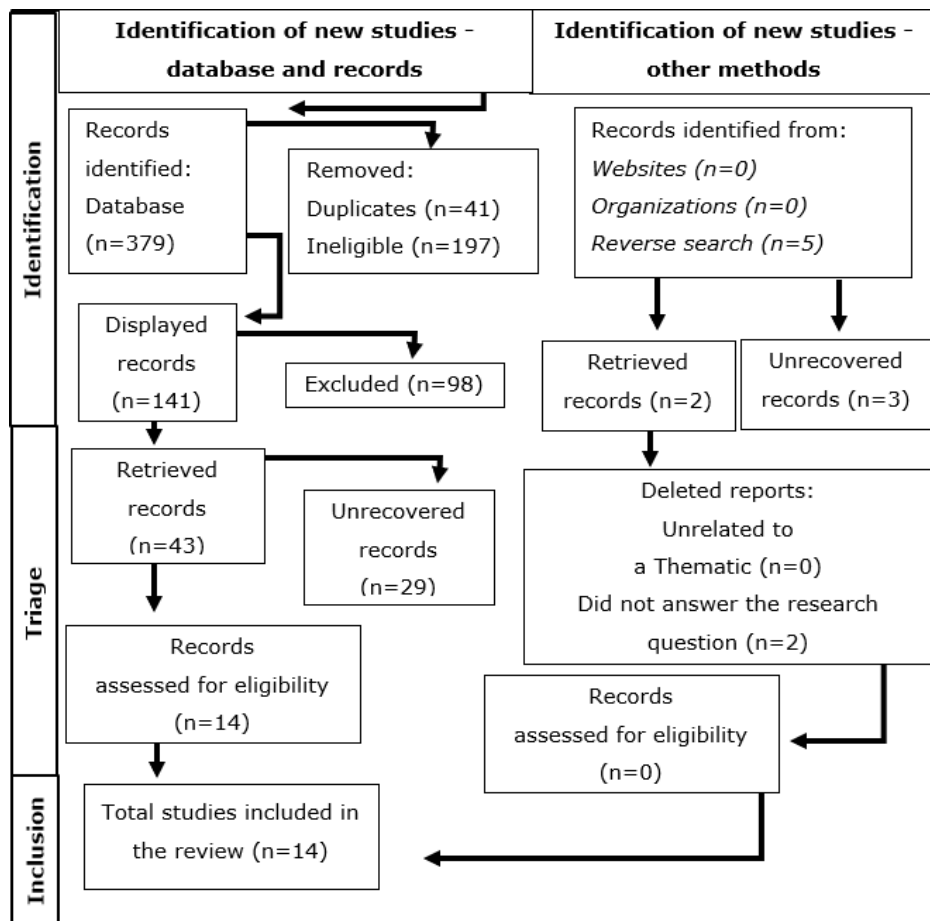 Identification of new studies -
database and records
Identification of new studies -
other methods
Identification
Records
identified:
Database
(n=379)
Removed:
Duplicates (n=41)
Ineligible (n=197)
Records identified from:
Websites (n=0)
Organizations (n=0)
Reverse search (n=5)
Displayed
records
(n=141)
Excluded (n=98)
Retrieved
records (n=2)
Unrecovered
records (n=3)
Triage
Retrieved
records
(n=43)
Unrecovered
records
(n=29)
Deleted reports:
Unrelated to
a Thematic (n=0)
Did not answer the research
question (n=2)
Records
assessed for eligibility
(n=14)
Records
assessed for eligibility
(n=0)
Inclusion
Total studies included in
the review (n=14)